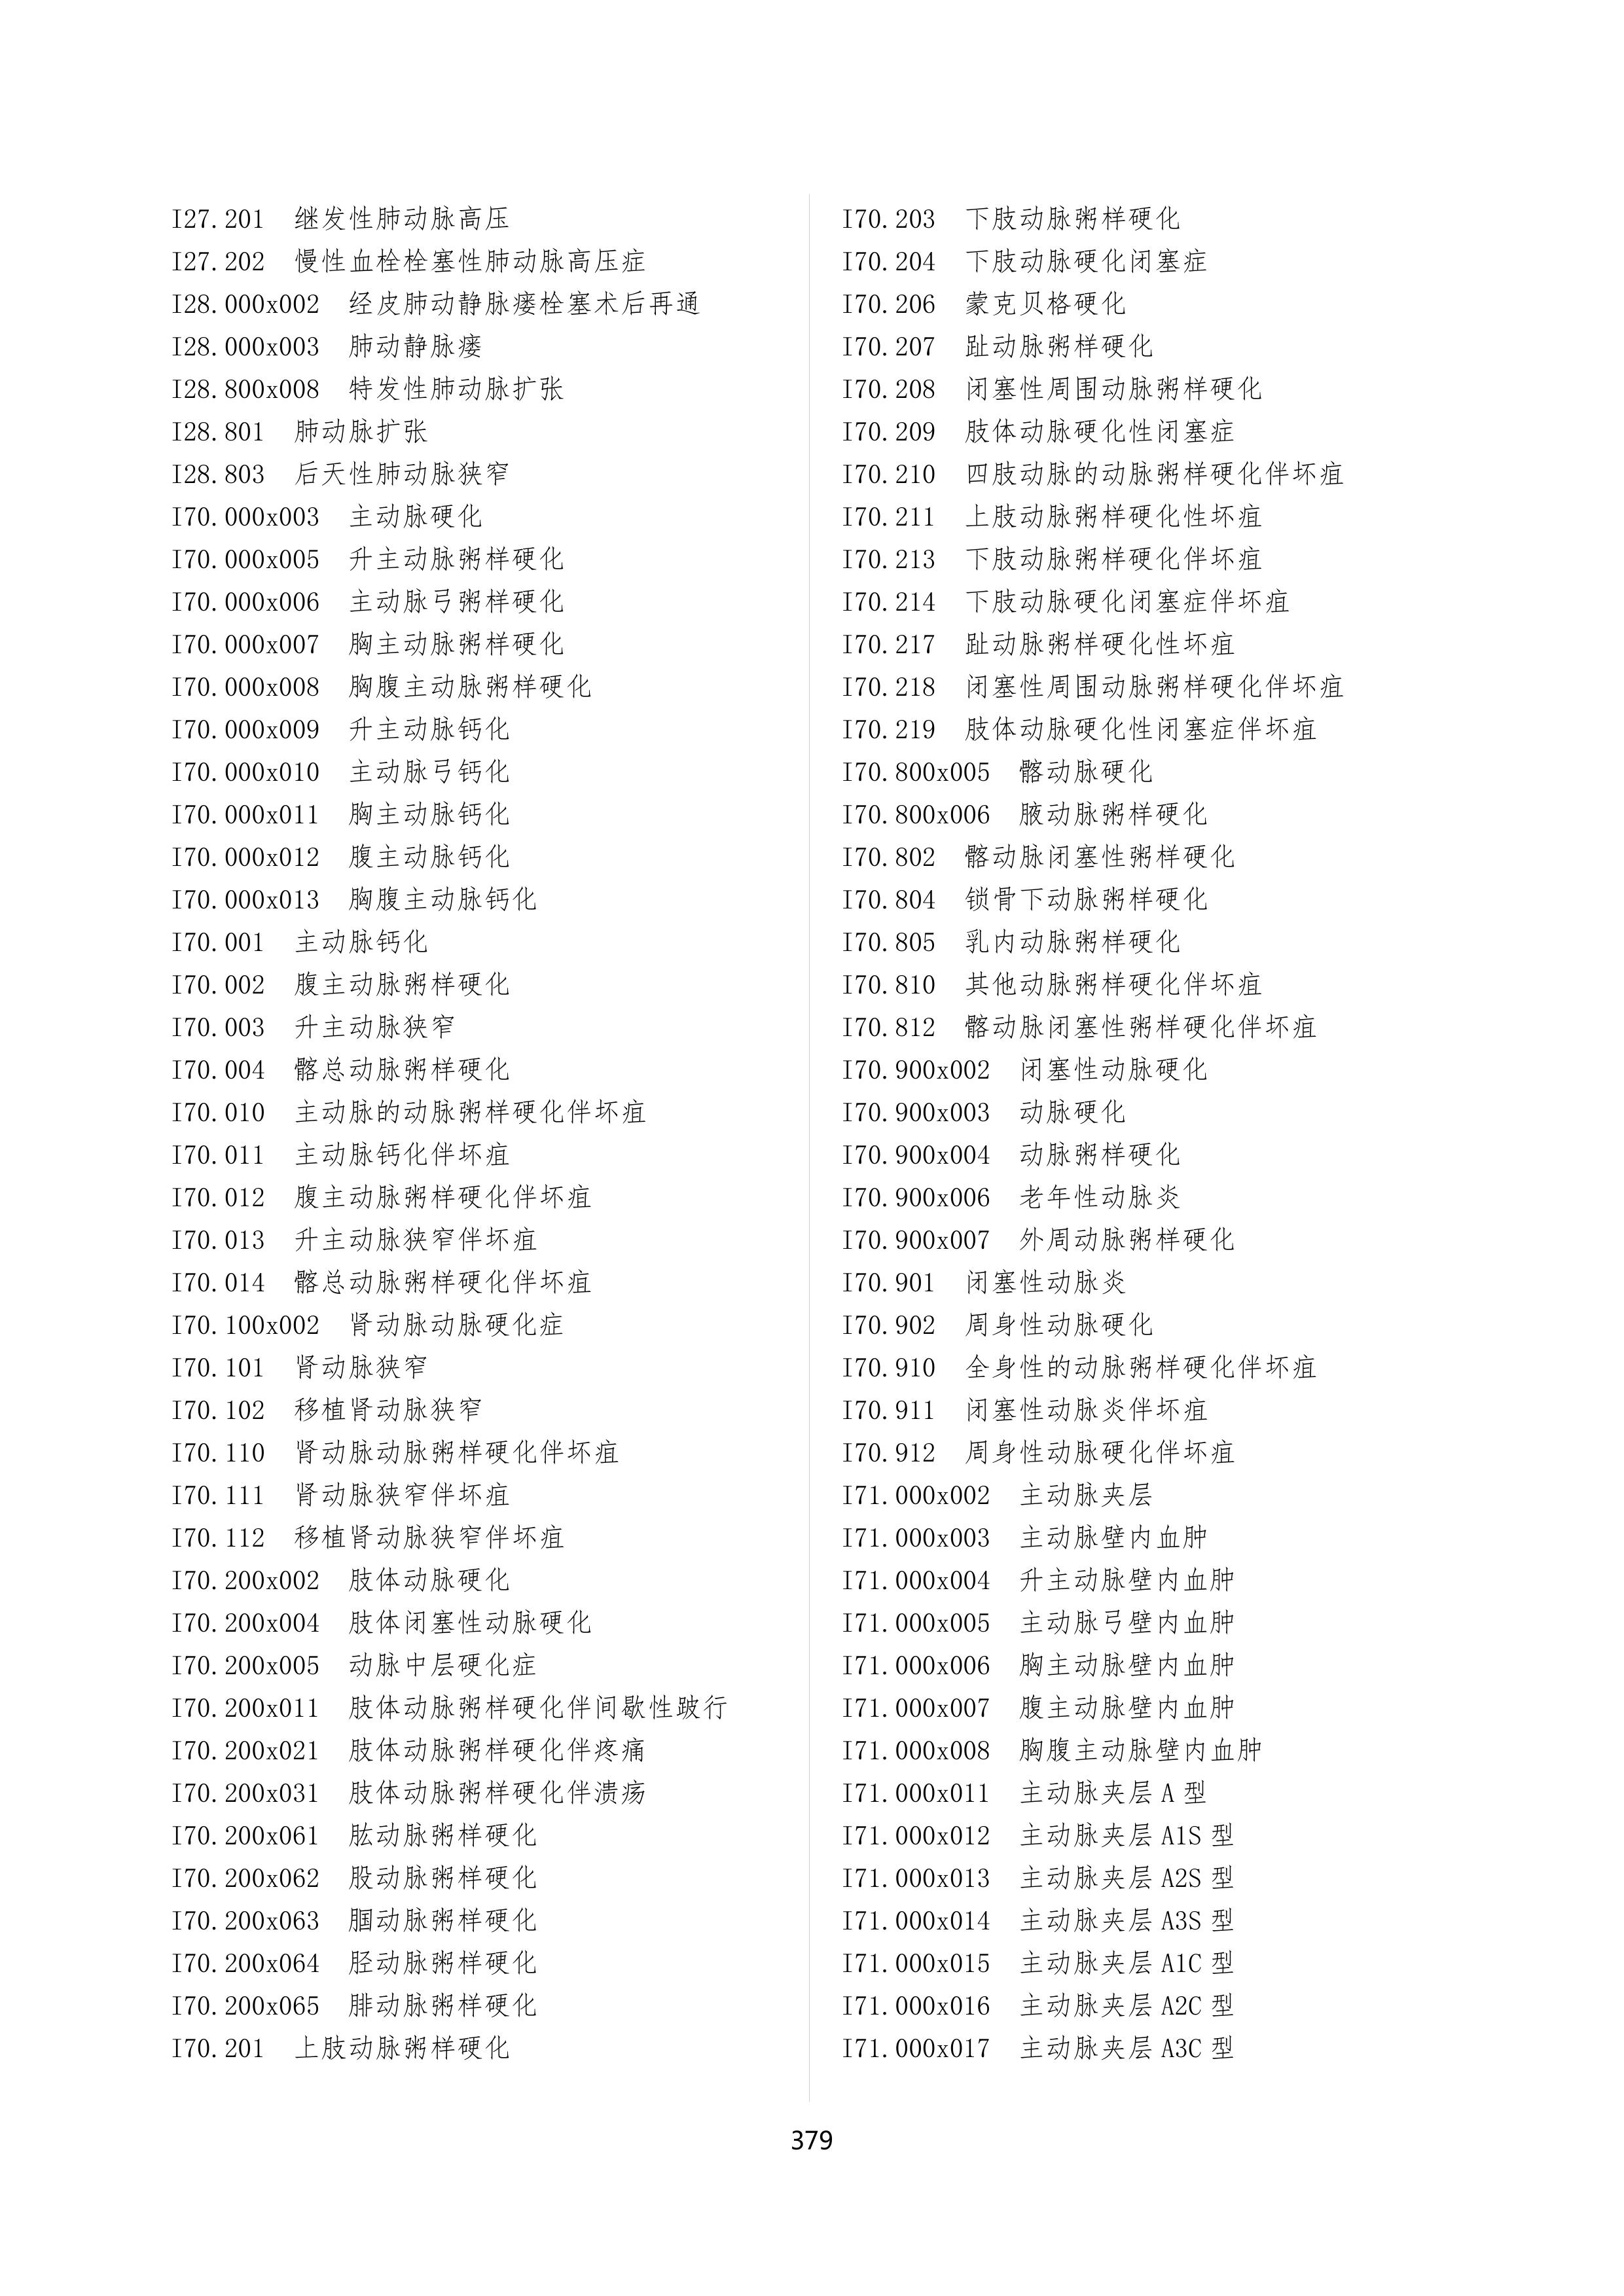 I27.201 继发性肺动脉高压
I27.202 慢性血栓栓塞性肺动脉高压症
I28.000x002 经皮肺动静脉瘘栓塞术后再通
I28.000x003 肺动静脉瘘
I28.800x008 特发性肺动脉扩张
I28.801 肺动脉扩张
I28.803 后天性肺动脉狭窄
I70.000x003 主动脉硬化
I70.000x005 升主动脉粥样硬化
I70.000x006 主动脉弓粥样硬化
I70.000x007 胸主动脉粥样硬化
I70.000x008 胸腹主动脉粥样硬化
I70.000x009 升主动脉钙化
I70.000x010 主动脉弓钙化
I70.000x011 胸主动脉钙化
I70.000x012 腹主动脉钙化
I70.000x013 胸腹主动脉钙化
I70.001 主动脉钙化
I70.002 腹主动脉粥样硬化
I70.003 升主动脉狭窄
I70.004 髂总动脉粥样硬化
I70.010 主动脉的动脉粥样硬化伴坏疽
I70.011 主动脉钙化伴坏疽
I70.012 腹主动脉粥样硬化伴坏疽
I70.013 升主动脉狭窄伴坏疽
I70.014 髂总动脉粥样硬化伴坏疽
I70.100x002 肾动脉动脉硬化症
I70.101 肾动脉狭窄
I70.102 移植肾动脉狭窄
I70.110 肾动脉动脉粥样硬化伴坏疽
I70.111 肾动脉狭窄伴坏疽
I70.112 移植肾动脉狭窄伴坏疽
I70.200x002 肢体动脉硬化
I70.200x004 肢体闭塞性动脉硬化
I70.200x005 动脉中层硬化症
I70.200x011 肢体动脉粥样硬化伴间歇性跛行
I70.200x021 肢体动脉粥样硬化伴疼痛
I70.200x031 肢体动脉粥样硬化伴溃疡
I70.200x061 肱动脉粥样硬化
I70.200x062 股动脉粥样硬化
I70.200x063 腘动脉粥样硬化
I70.200x064 胫动脉粥样硬化
I70.200x065 腓动脉粥样硬化
I70.201 上肢动脉粥样硬化
I70.203 下肢动脉粥样硬化
I70.204 下肢动脉硬化闭塞症
I70.206 蒙克贝格硬化
I70.207 趾动脉粥样硬化
I70.208 闭塞性周围动脉粥样硬化
I70.209 肢体动脉硬化性闭塞症
I70.210 四肢动脉的动脉粥样硬化伴坏疽
I70.211 上肢动脉粥样硬化性坏疽
I70.213 下肢动脉粥样硬化伴坏疽
I70.214 下肢动脉硬化闭塞症伴坏疽
I70.217 趾动脉粥样硬化性坏疽
I70.218 闭塞性周围动脉粥样硬化伴坏疽
I70.219 肢体动脉硬化性闭塞症伴坏疽
I70.800x005 髂动脉硬化
I70.800x006 腋动脉粥样硬化
I70.802 髂动脉闭塞性粥样硬化
I70.804 锁骨下动脉粥样硬化
I70.805 乳内动脉粥样硬化
I70.810 其他动脉粥样硬化伴坏疽
I70.812 髂动脉闭塞性粥样硬化伴坏疽
I70.900x002 闭塞性动脉硬化
I70.900x003 动脉硬化
I70.900x004 动脉粥样硬化
I70.900x006 老年性动脉炎
I70.900x007 外周动脉粥样硬化
I70.901 闭塞性动脉炎
I70.902 周身性动脉硬化
I70.910 全身性的动脉粥样硬化伴坏疽
I70.911 闭塞性动脉炎伴坏疽
I70.912 周身性动脉硬化伴坏疽
I71.000x002 主动脉夹层
I71.000x003 主动脉壁内血肿
I71.000x004 升主动脉壁内血肿
I71.000x005 主动脉弓壁内血肿
I71.000x006 胸主动脉壁内血肿
I71.000x007 腹主动脉壁内血肿
I71.000x008 胸腹主动脉壁内血肿
I71.000x011 主动脉夹层 A 型
I71.000x012 主动脉夹层 A1S 型
I71.000x013 主动脉夹层 A2S 型
I71.000x014 主动脉夹层 A3S 型
I71.000x015 主动脉夹层 A1C 型
I71.000x016 主动脉夹层 A2C 型
I71.000x017 主动脉夹层 A3C 型
379